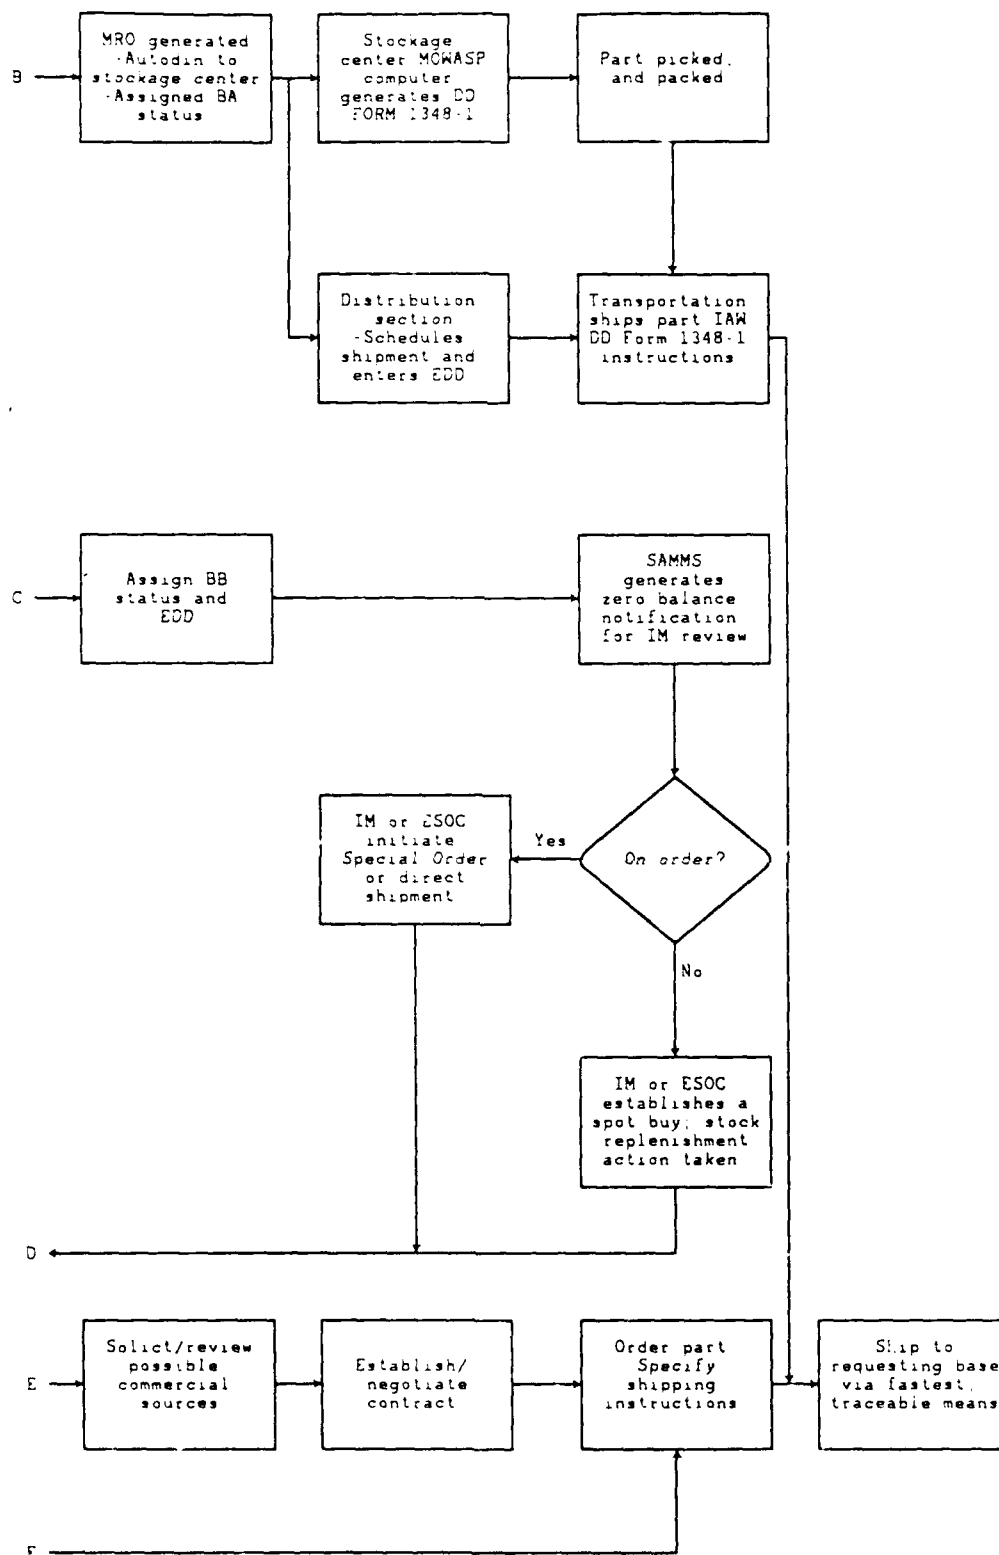 B
MRO generated
-Autodin to
stockage center
-Assigned BA
status
Stockage
center MOWASP
computer
generates DD
FORM 1348-1
Part picked,
and packed
Distribution
section
-Schedules
shipment and
enters EDD
Transportation
ships part IAW
DD Form 1348-1
instructions
C
Assign BB
status and
EDD
SAMMS
generates
zero balance
notification
for IM review
IM or ESOC
initiate
Special Order
or direct
shipment
Yes
On order?
No
IM or ESOC
establishes a
spot buy; stock
replenishment
action taken
D
E
Solict/review
possible
commercial
sources
Establish/
negotiate
contract
Order part
Specify
shipping
instructions
Ship to
requesting base
via fastest,
traceable means
F